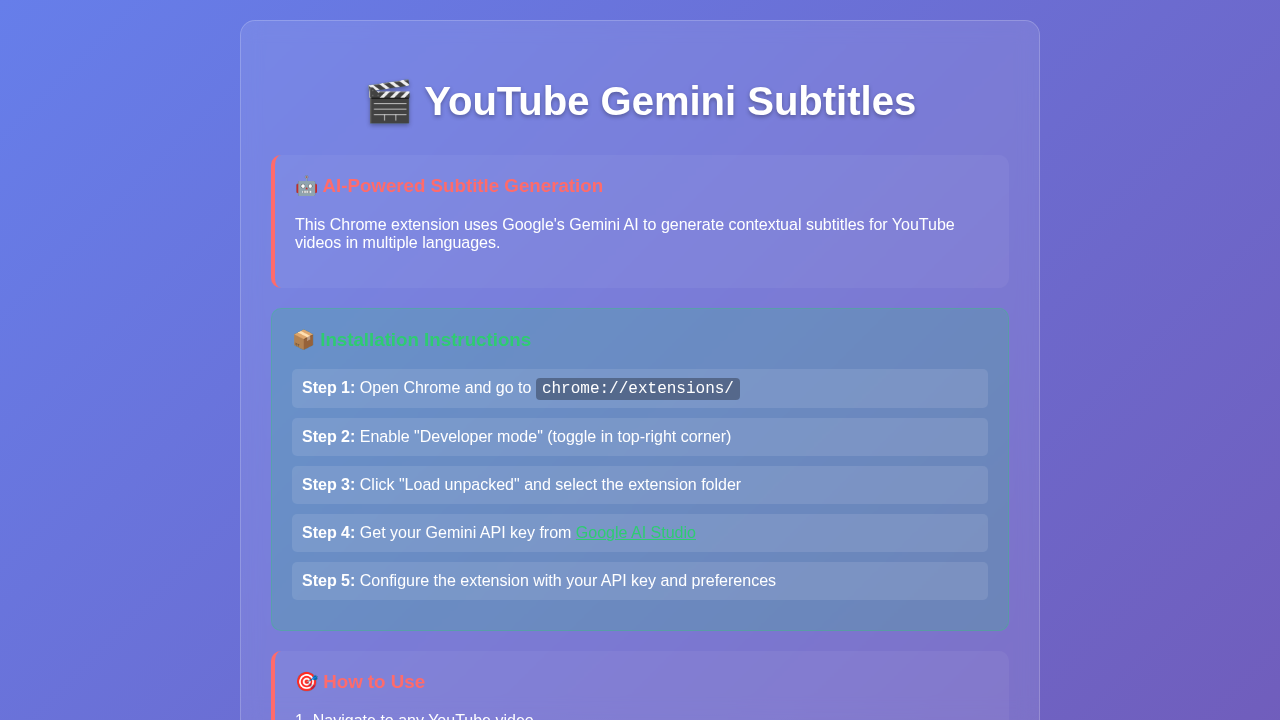 🎬 YouTube Gemini Subtitles
🤖 AI-Powered Subtitle Generation
This Chrome extension uses Google's Gemini AI to generate contextual subtitles for YouTube
videos in multiple languages.
📦 Installation Instructions
Step 1: Open Chrome and go to chrome://extensions/
Step 2: Enable "Developer mode" (toggle in top-right corner)
Step 3: Click "Load unpacked" and select the extension folder
Step 4: Get your Gemini API key from Google AI Studio
Step 5: Configure the extension with your API key and preferences
🎯 How to Use
1. Navigate to any YouTube video